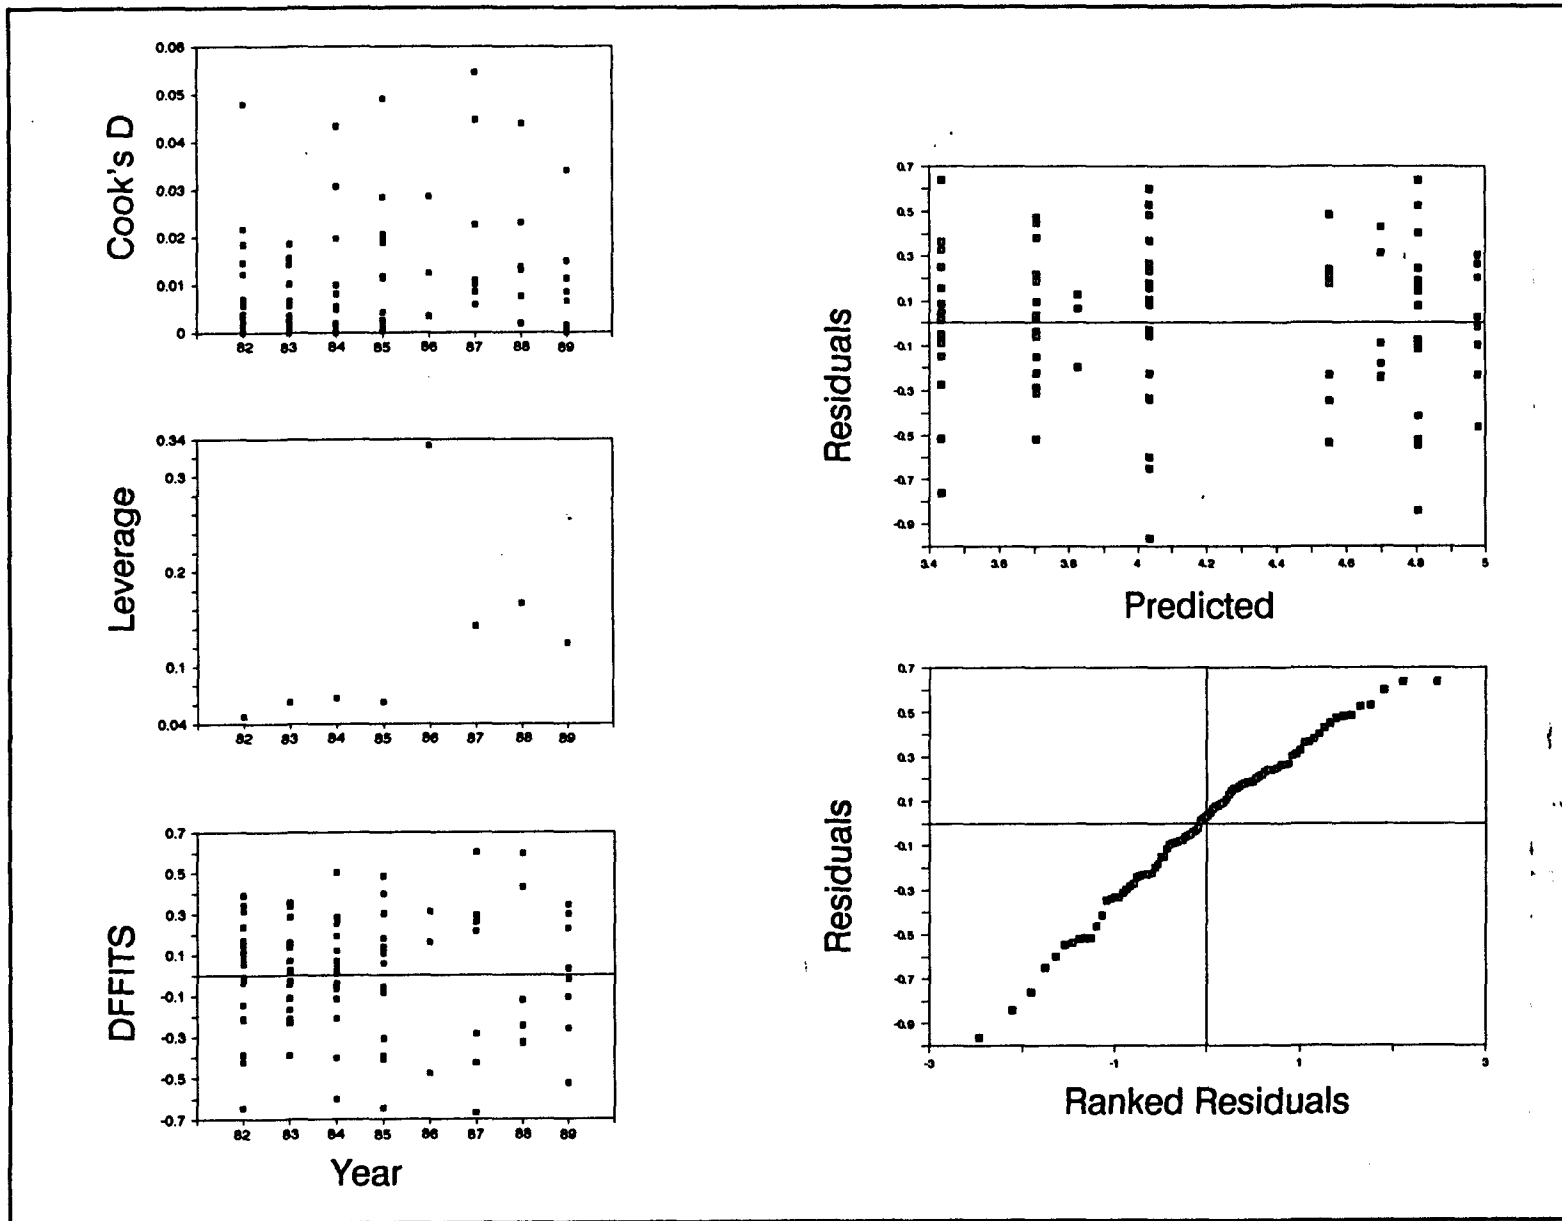 Cook's D
0.06
0.05
0.04
0.03
0.02
0.01
0
82 83 84 85 86 87 88 89
Leverage
0.34
0.3
0.2
0.1
0.04
82 83 84 85 86 87 88 89
DFFITS
0.7
0.5
0.3
0.1
-0.1
-0.3
-0.5
-0.7
82 83 84 85 86 87 88 89
Year
Residuals
0.7
0.5
0.3
0.1
-0.1
-0.3
-0.5
-0.7
-0.9
3.4 3.6 3.8 4 4.2 4.4 4.6 4.8 5
Predicted
Residuals
0.7
0.5
0.3
0.1
-0.1
-0.3
-0.5
-0.7
-0.9
-3 -1 1 3
Ranked Residuals